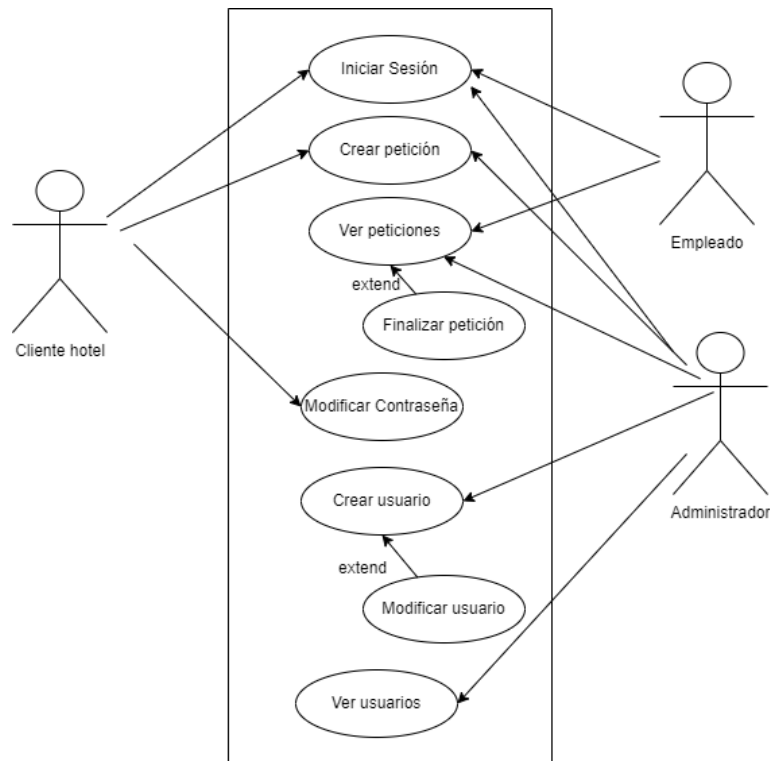 Iniciar Sesión
Crear petición
Ver peticiones
extend
Finalizar petición
Modificar Contraseña
Crear usuario
extend
Modificar usuario
Ver usuarios
Cliente hotel
Empleado
Administrador